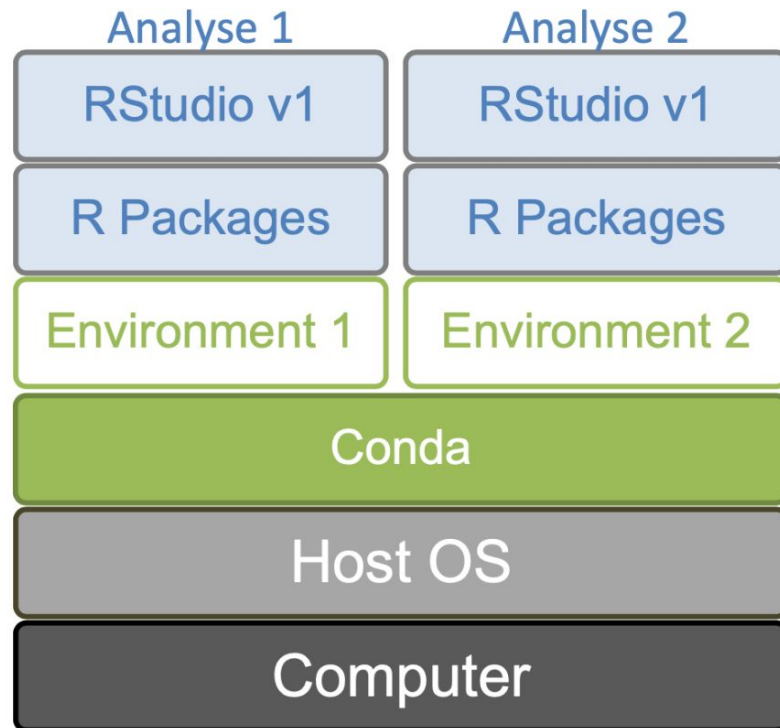 Analyse 1 Analyse 2
RStudio v1 RStudio v1
R Packages R Packages
Environment 1 Environment 2
Conda
Host OS
Computer